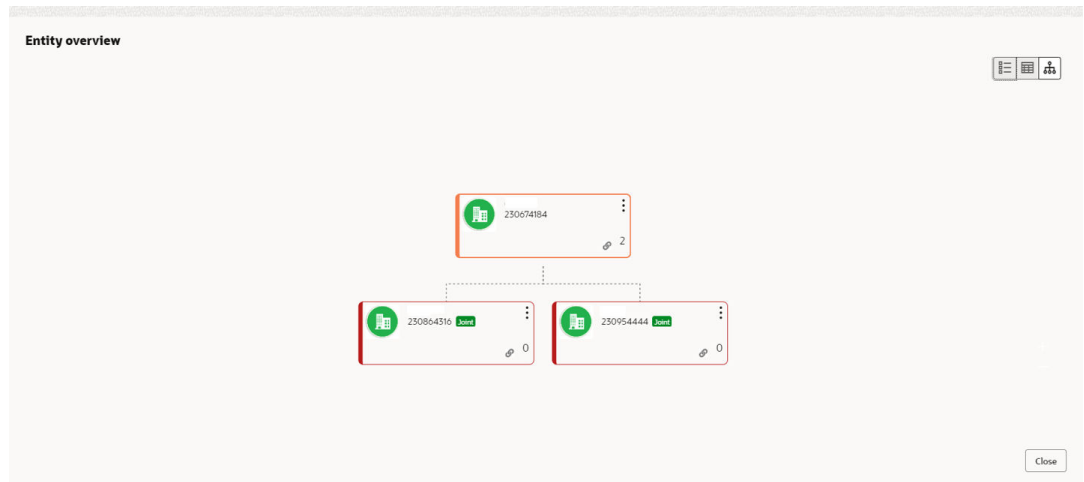 Entity overview
230674184
2
230864316 Joint
0
230954444 Joint
0
Close